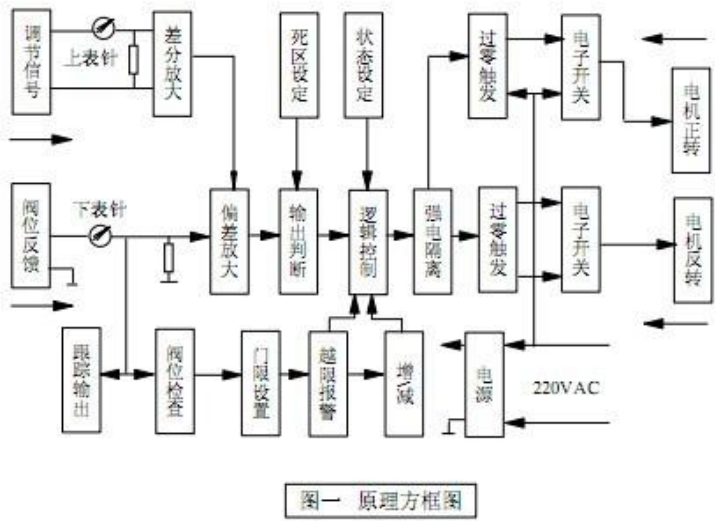 调节信号
上表针
差分放大
死区设定
状态设定
过零触发
电子开关
电机正转
阀位反馈
下表针
偏差放大
输出判断
逻辑控制
强电隔离
过零触发
电子开关
电机反转
跟踪输出
阀位检查
门限设置
越限报警
增减
电源
220VAC
图一 原理方框图